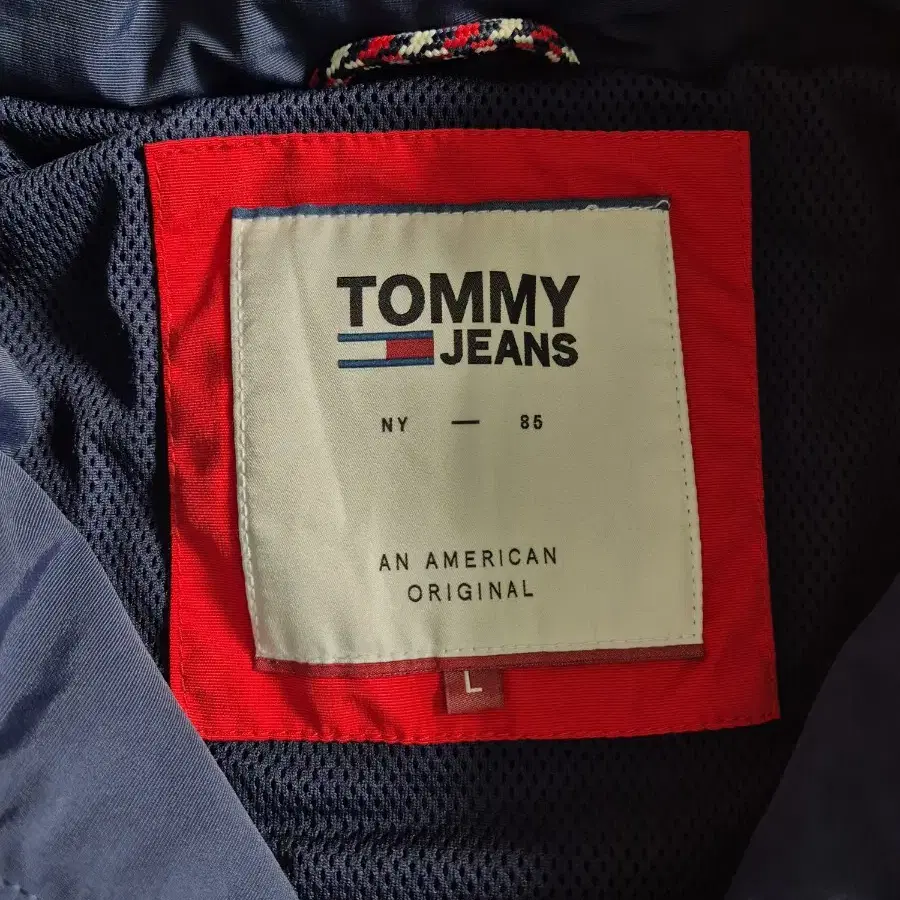 TOMMY
JEANS
NY — 85
AN AMERICAN
ORIGINAL
L